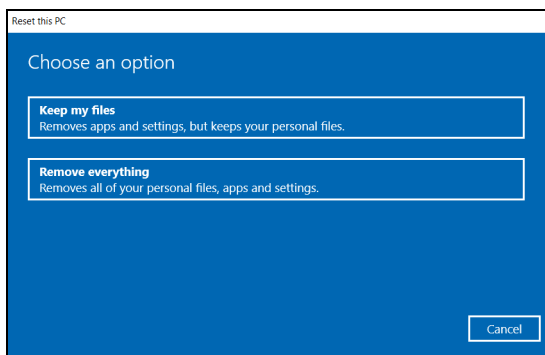 Reset this PC
Choose an option
Keep my files
Removes apps and settings, but keeps your personal files.
Remove everything
Removes all of your personal files, apps and settings.
Cancel